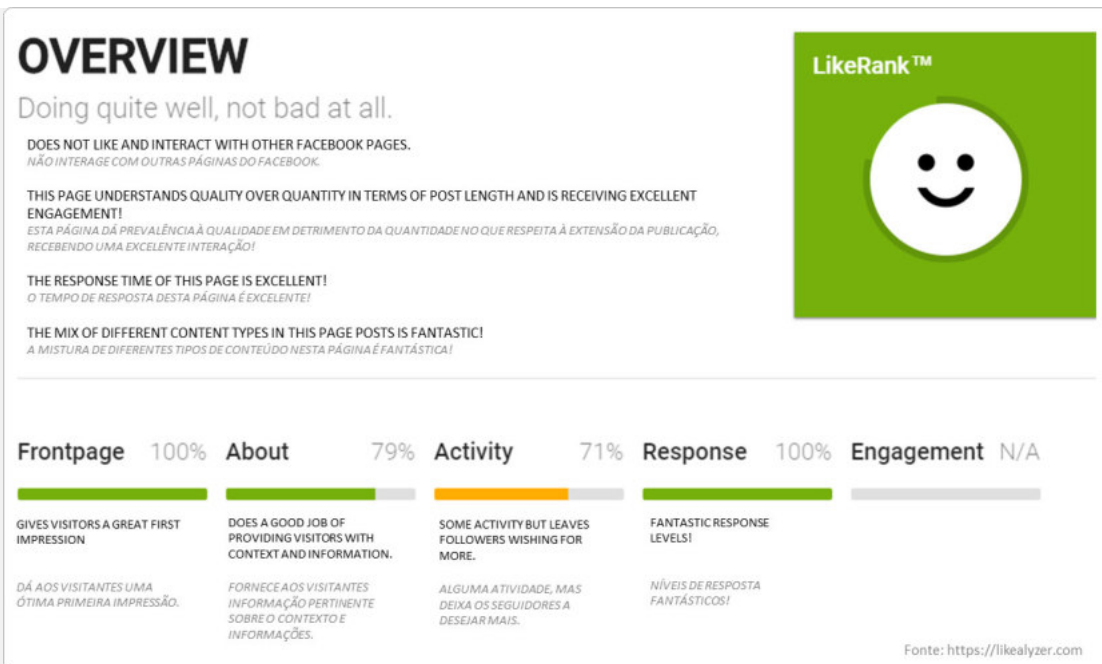 OVERVIEW
LikeRank™
Doing quite well, not bad at all.
DOES NOT LIKE AND INTERACT WITH OTHER FACEBOOK PAGES.
NÃO INTERAGE COM OUTRAS PÁGINAS DO FACEBOOK.
THIS PAGE UNDERSTANDS QUALITY OVER QUANTITY IN TERMS OF POST LENGTH AND IS RECEIVING EXCELLENT
ENGAGEMENT!
ESTA PÁGINA DÁ PREVALÊNCIA À QUALIDADE EM DETRIMENTO DA QUANTIDADE NO QUE RESPEITA À EXTENSÃO DA PUBLICAÇÃO,
RECEBENDO UMA EXCELENTE INTERAÇÃO!
THE RESPONSE TIME OF THIS PAGE IS EXCELLENT!
O TEMPO DE RESPOSTA DESTA PÁGINA É EXCELENTE!
THE MIX OF DIFFERENT CONTENT TYPES IN THIS PAGE POSTS IS FANTASTIC!
A MISTURA DE DIFERENTES TIPOS DE CONTEÚDO NESTA PÁGINA É FANTÁSTICA!
Frontpage 100%
GIVES VISITORS A GREAT FIRST
IMPRESSION
DÁ AOS VISITANTES UMA
ÓTIMA PRIMEIRA IMPRESSÃO.
About 79%
DOES A GOOD JOB OF
PROVIDING VISITORS WITH
CONTEXT AND INFORMATION.
FORNECE AOS VISITANTES
INFORMAÇÃO PERTINENTE
SOBRE O CONTEXTO E
INFORMAÇÕES.
Activity 71%
SOME ACTIVITY BUT LEAVES
FOLLOWERS WISHING FOR
MORE.
ALGUMA ATIVIDADE, MAS
DEIXA OS SEGUIDORES A
DESEJAR MAIS.
Response 100%
FANTASTIC RESPONSE
LEVELS!
NÍVEIS DE RESPOSTA
FANTÁSTICOS!
Engagement N/A
Fonte: https://likealyzer.com